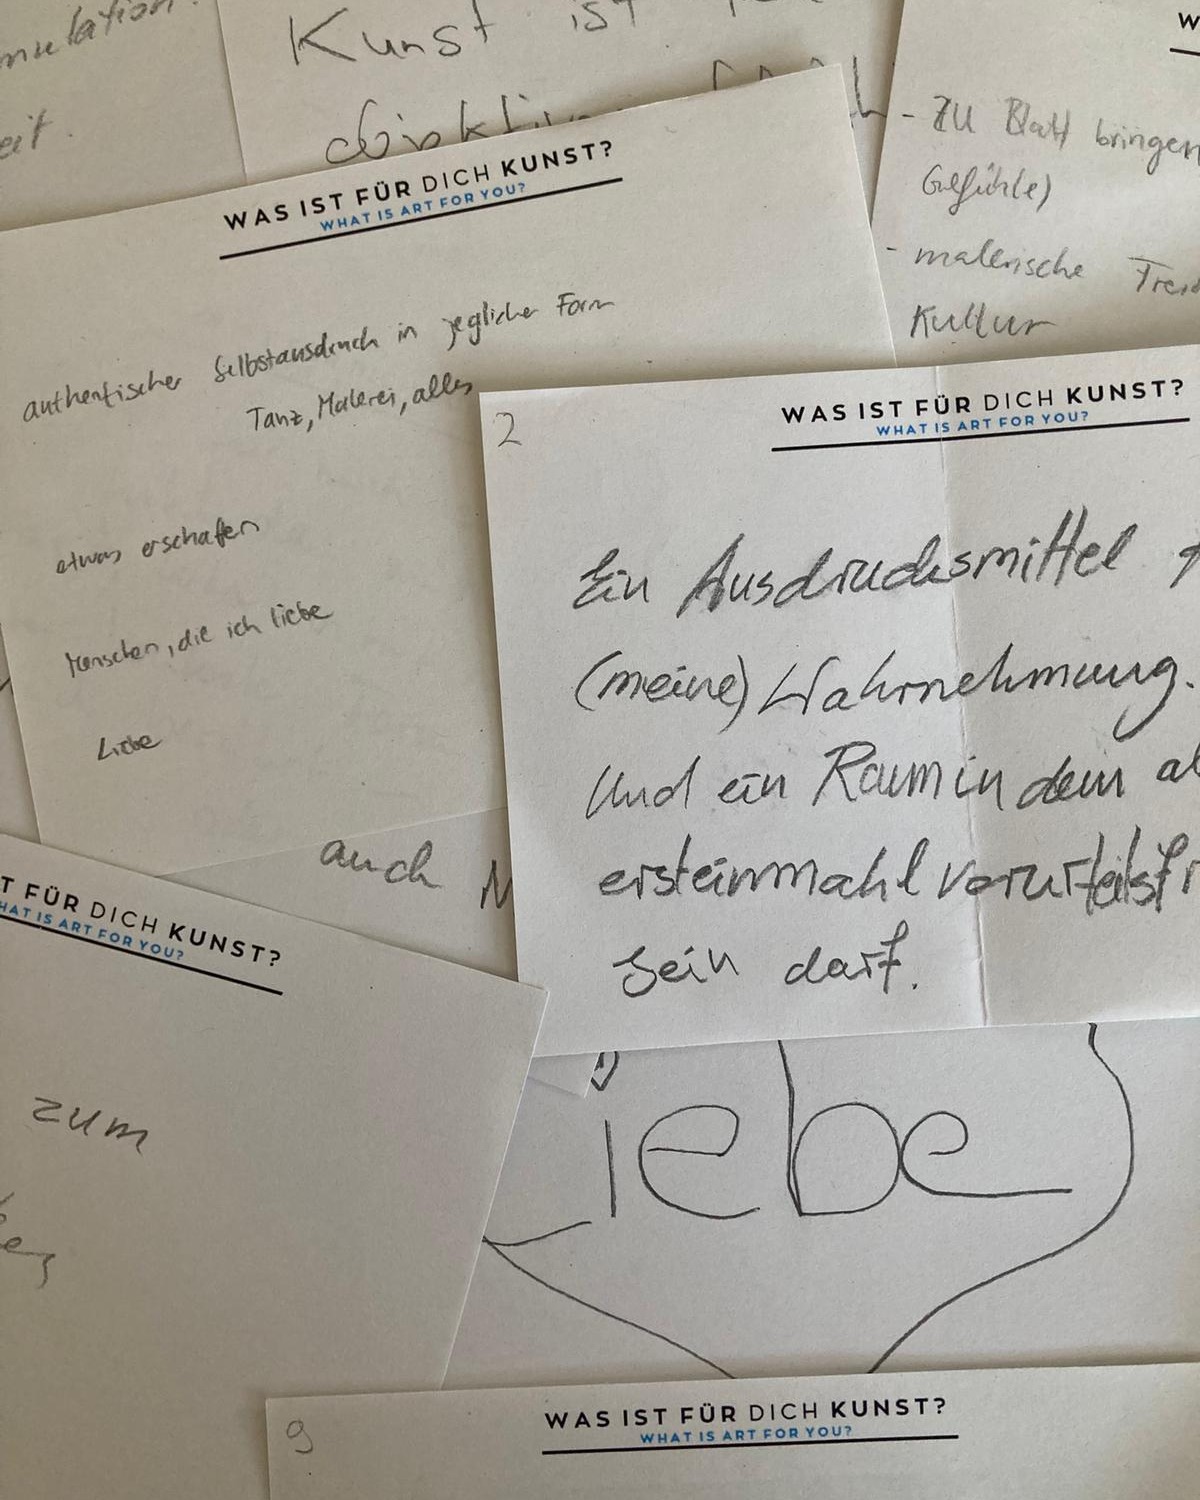 Kunst ist
eit.
- zu Blatt bringen
Gefühle)
- malerische
Kultur
WAS IST FÜR DICH KUNST?
WHAT IS ART FOR YOU?
authentischer Selbstausdruck in jeglicher Form
Tanz, Malerei, alles
etwas erschaffen
Menschen, die ich liebe
Liebe
2
WAS IST FÜR DICH KUNST?
WHAT IS ART FOR YOU?
Ein Ausdrucksmittel
(meine) Wahrnehmung.
Und ein Raum in dem
ersteinmahl vorurteilsfr
sein darf.
auch
T FÜR DICH KUNST?
HAT IS ART FOR YOU?
zum
iebe
9
WAS IST FÜR DICH KUNST?
WHAT IS ART FOR YOU?